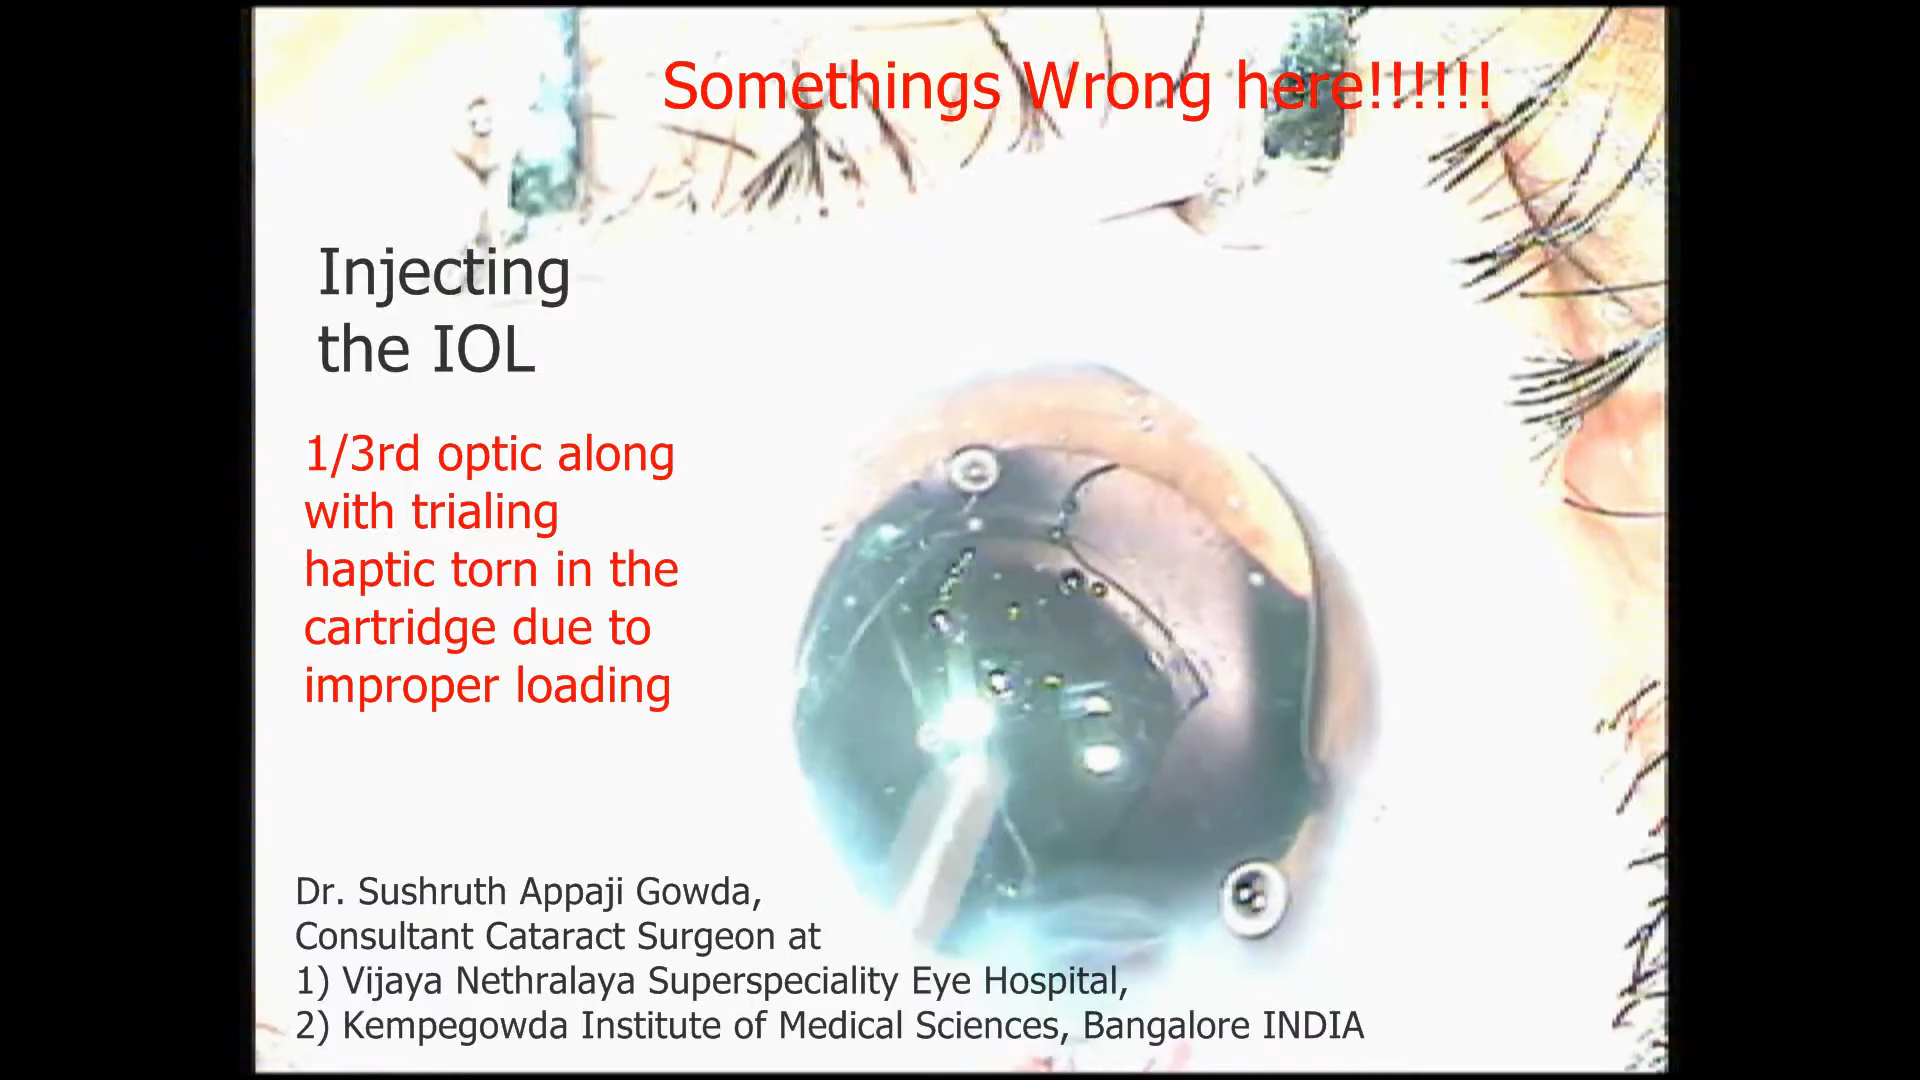 Somethings Wrong here!!!!!!
Injecting
the IOL
1/3rd optic along
with trialing
haptic torn in the
cartridge due to
improper loading
Dr. Sushruth Appaji Gowda,
Consultant Cataract Surgeon at
1) Vijaya Nethralaya Superspeciality Eye Hospital,
2) Kempegowda Institute of Medical Sciences, Bangalore INDIA